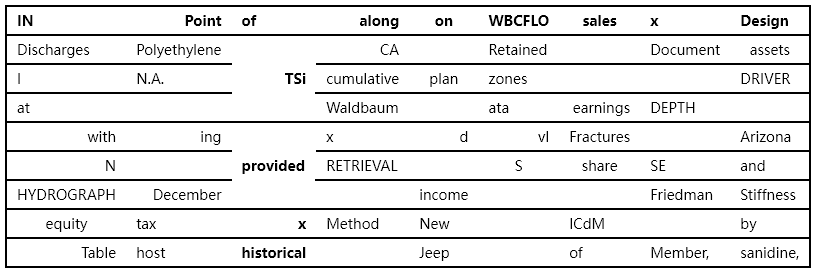 IN Point of along on WBCFLO sales x Design
Discharges Polyethylene CA Retained Document assets
I N.A. TSi cumulative plan zones DRIVER
at Waldbaum ata earnings DEPTH
with ing x d vI Fractures Arizona
N provided RETRIEVAL S share SE and
HYDROGRAPH December income Friedman Stiffness
equity tax x Method New ICdM by
Table host historical Jeep of Member, sanidine,